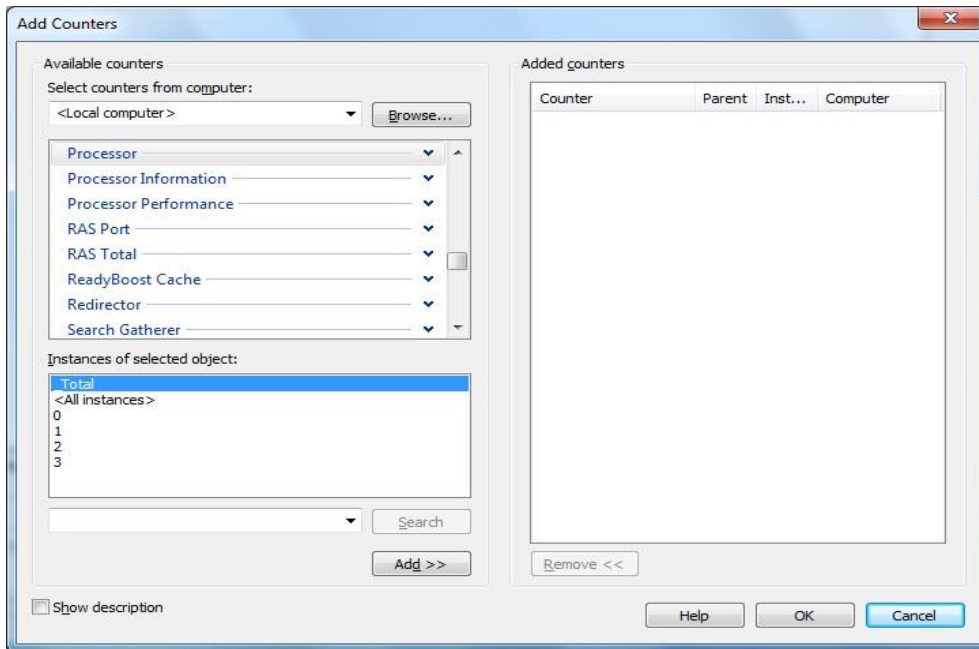 Add Counters
Available counters
Select counters from computer:
<Local computer>
Browse...
Processor
Processor Information
Processor Performance
RAS Port
RAS Total
ReadyBoost Cache
Redirector
Search Gatherer
Instances of selected object:
_Total
<All instances>
0
1
2
3
Search
Add >>
Show description
Added counters
Counter Parent Inst... Computer
Remove <<
Help OK Cancel